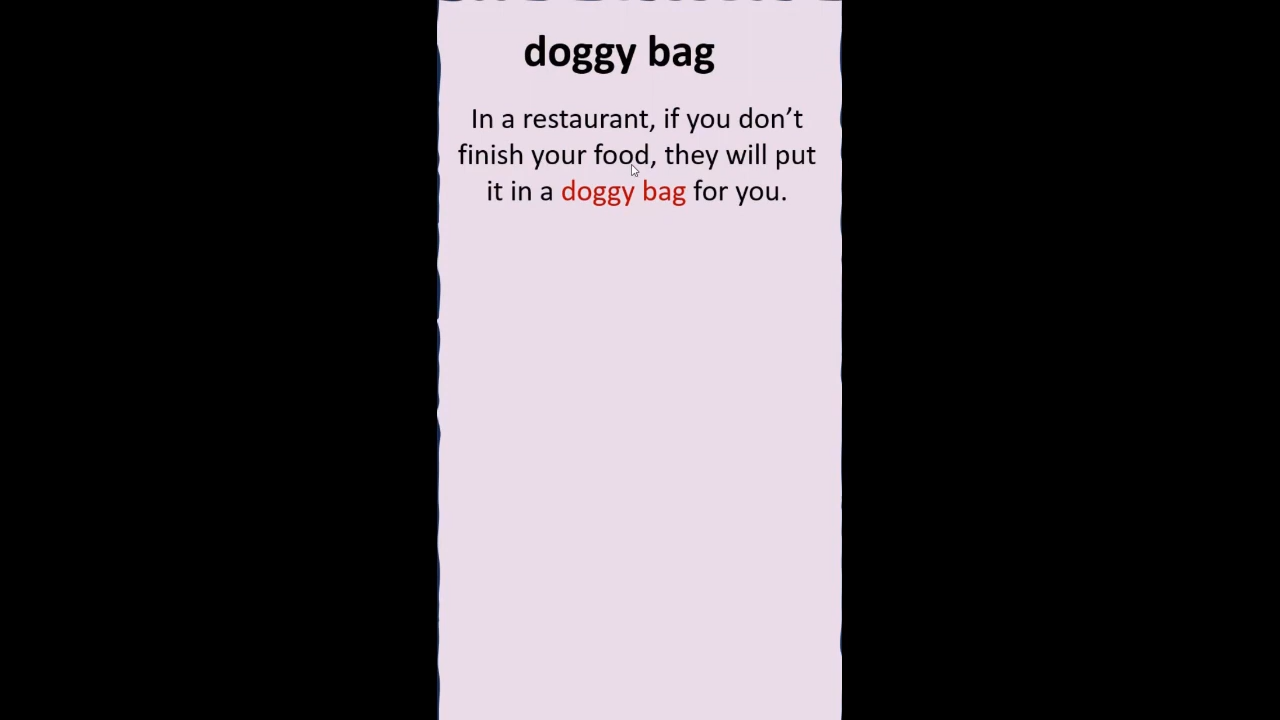 doggy bag
In a restaurant, if you don’t
finish your food, they will put
it in a doggy bag for you.